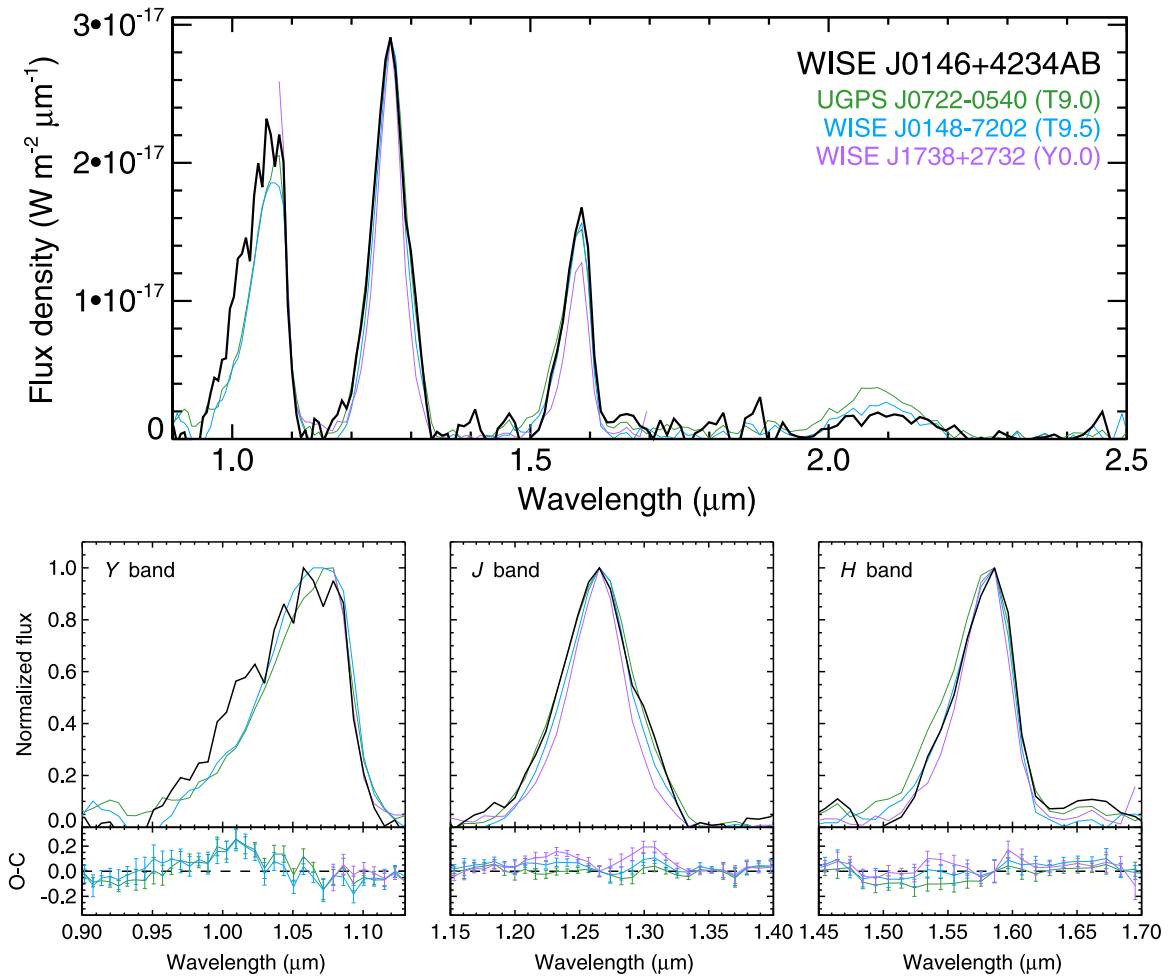 3•10-17
2•10-17
1•10-17
0
Flux density (W m-2 μm-1)
WISE J0146+4234AB
UGPS J0722-0540 (T9.0)
WISE J0148-7202 (T9.5)
WISE J1738+2732 (Y0.0)
1.0 1.5 2.0 2.5
Wavelength (μm)
Y band
J band
H band
1.0
0.8
0.6
0.4
0.2
0.0
Normalized flux
0.2
0.0
-0.2
O-C
0.90 0.95 1.00 1.05 1.10
1.15 1.20 1.25 1.30 1.35 1.40
1.45 1.50 1.55 1.60 1.65 1.70
Wavelength (μm)
Wavelength (μm)
Wavelength (μm)